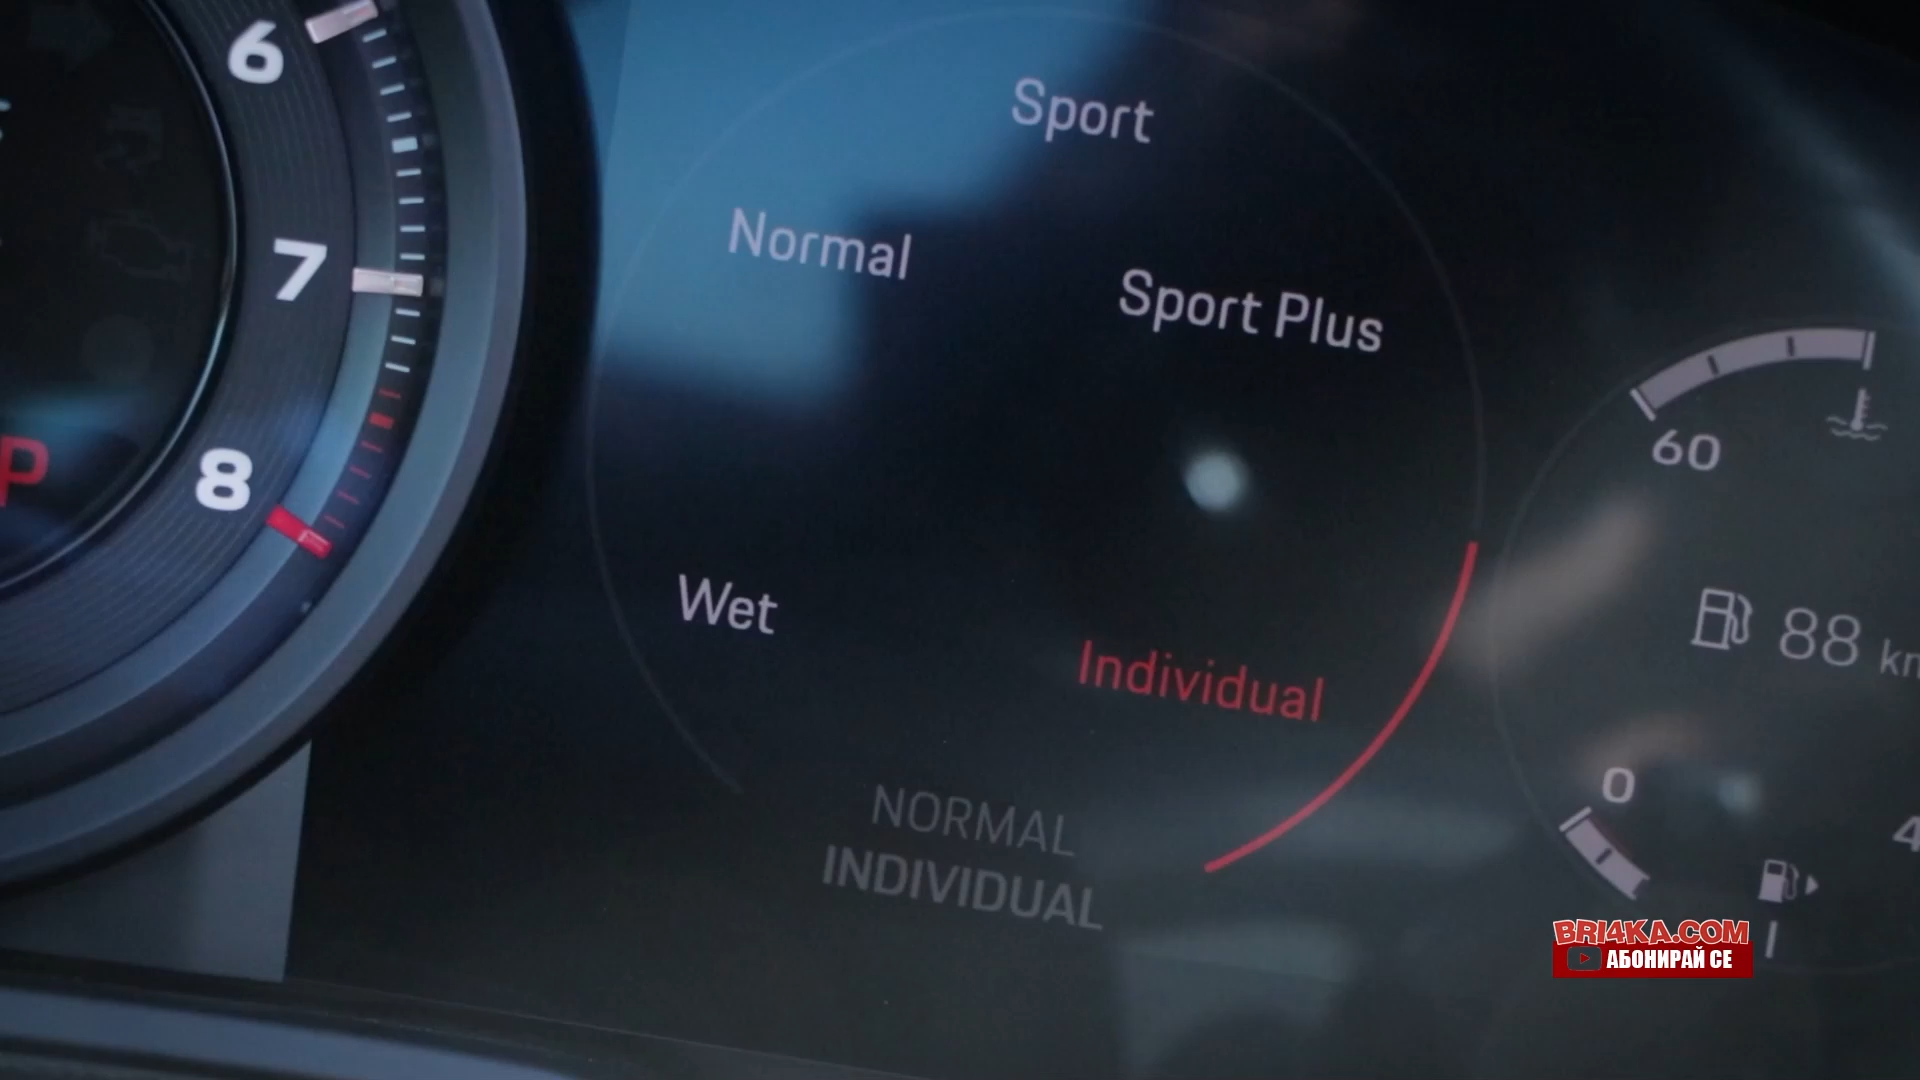 6
7
8
P
Sport
Normal
Sport Plus
Wet
Individual
NORMAL
INDIVIDUAL
60
88 km
0
4
BRI4KA.COM
АБОНИРАЙ СЕ